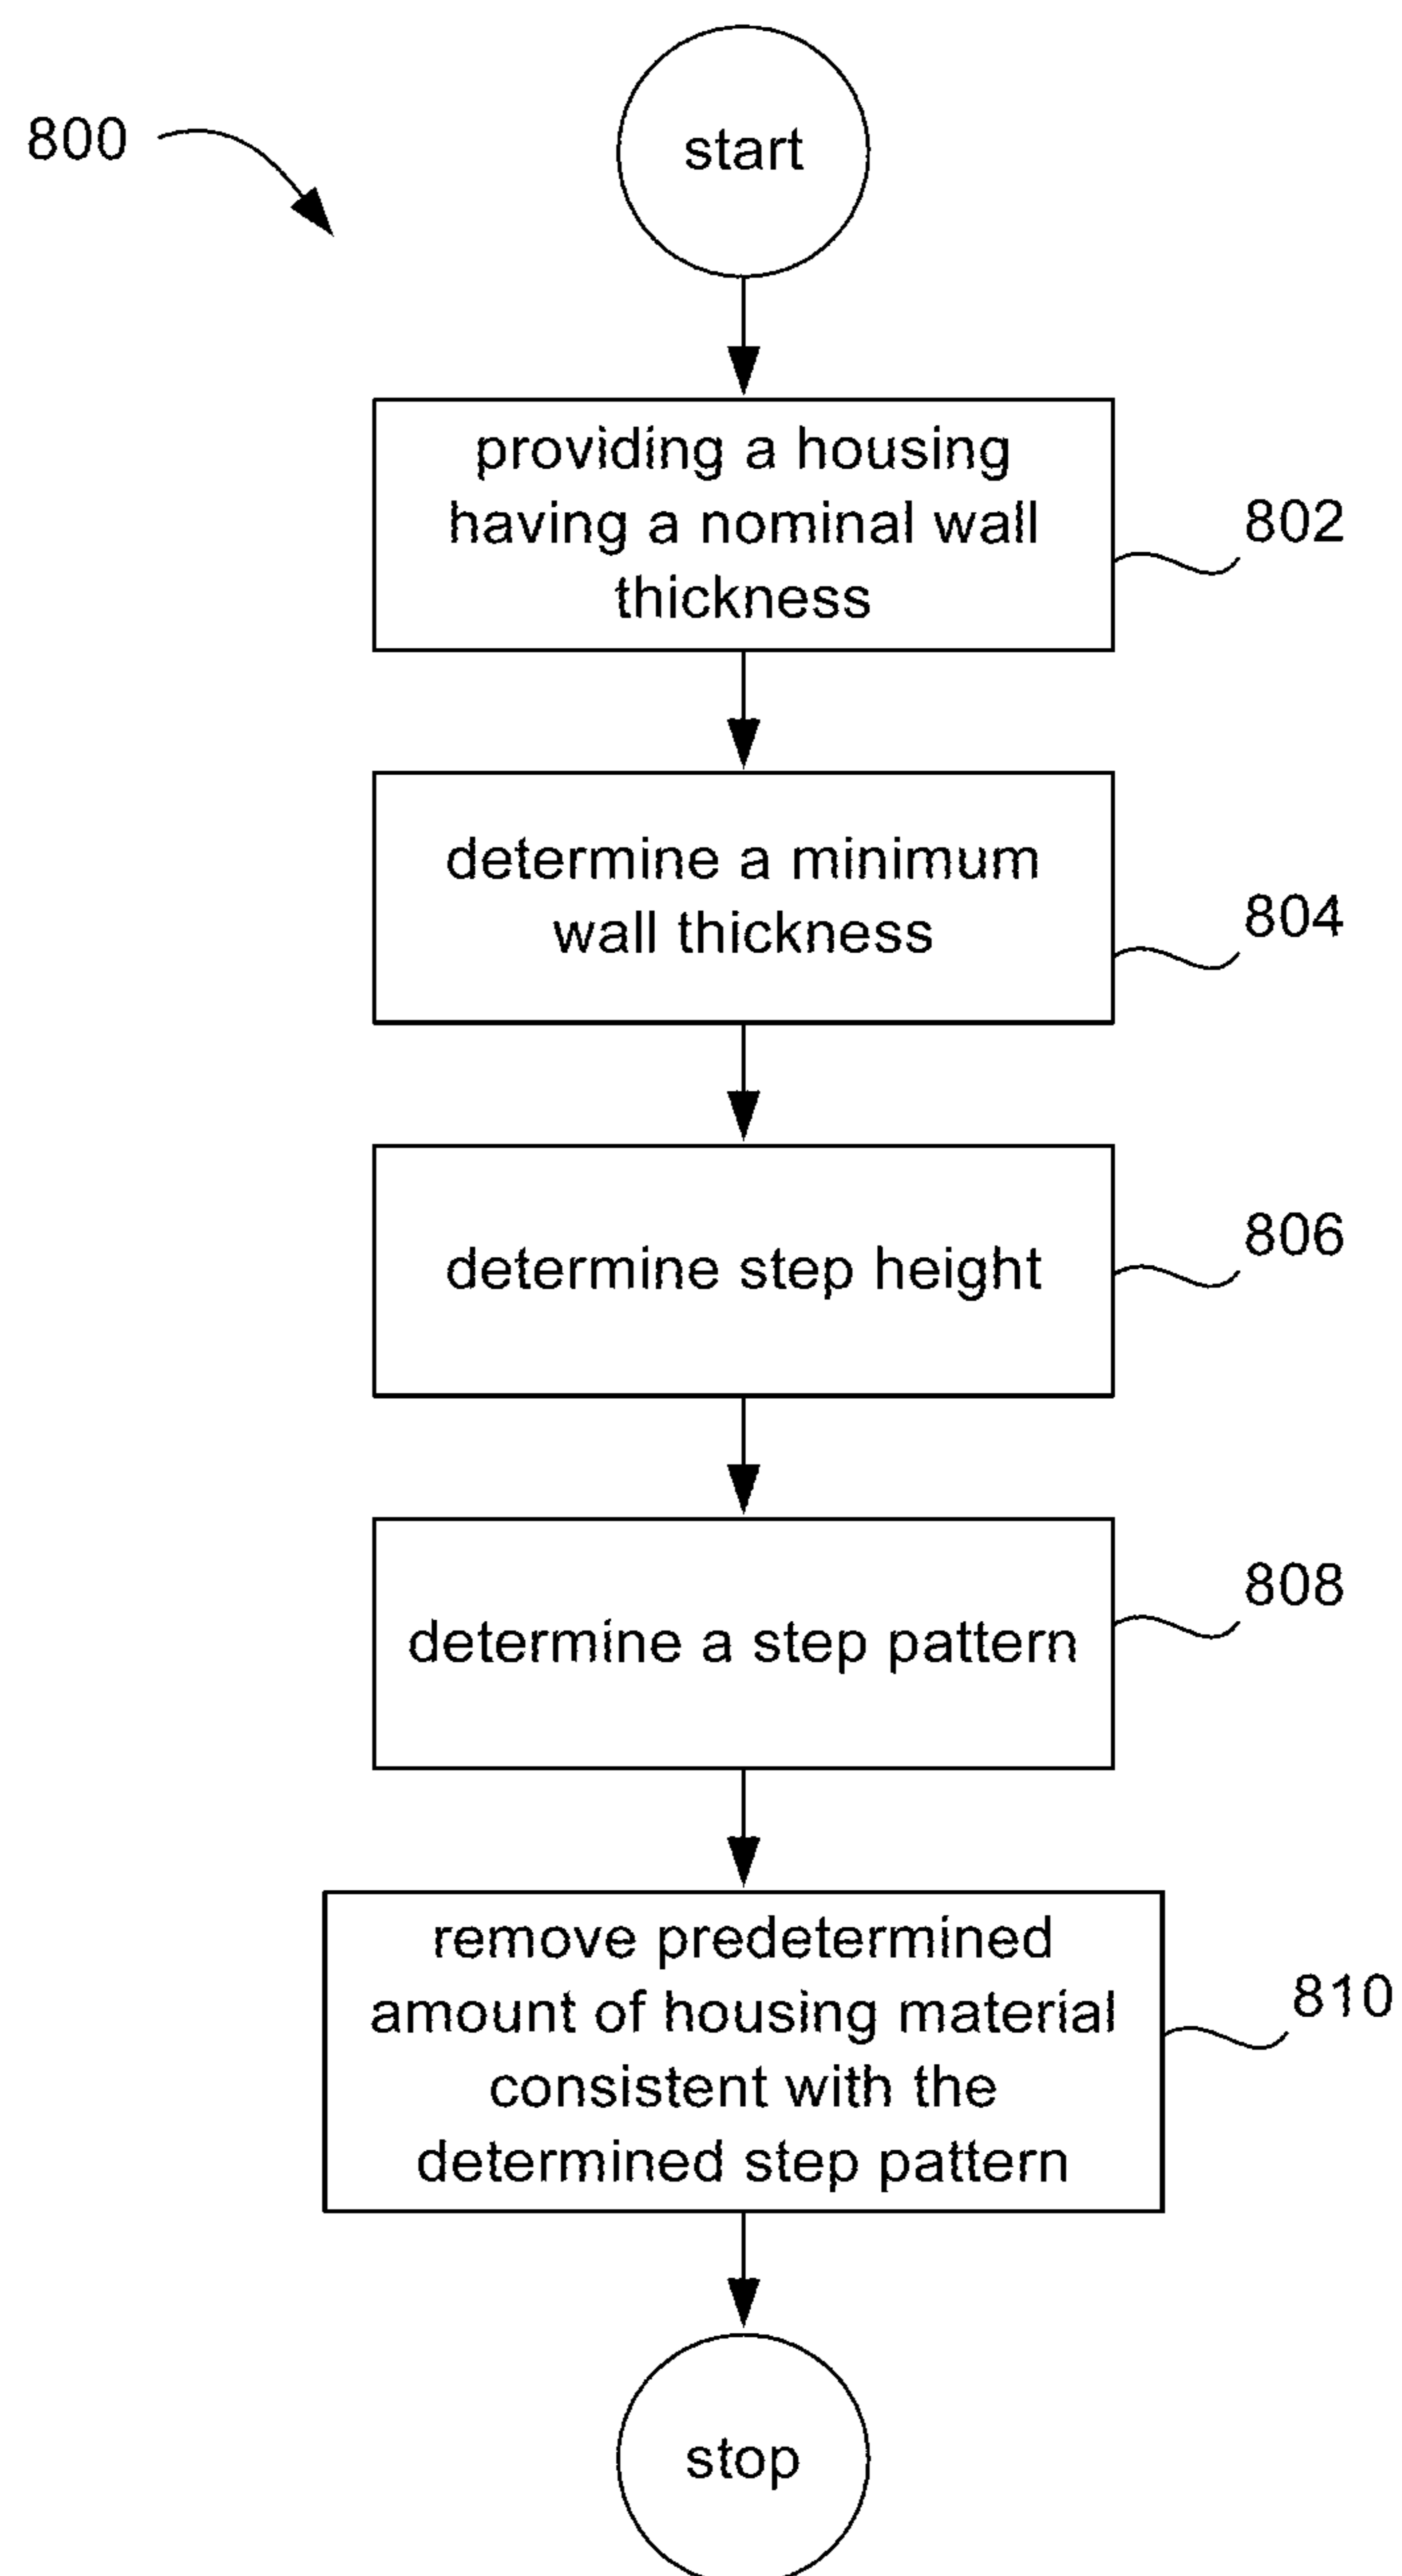 800
start
providing a housing
having a nominal wall
thickness
802
determine a minimum
wall thickness
804
determine step height
806
determine a step pattern
808
remove predetermined
amount of housing material
consistent with the
determined step pattern
810
stop